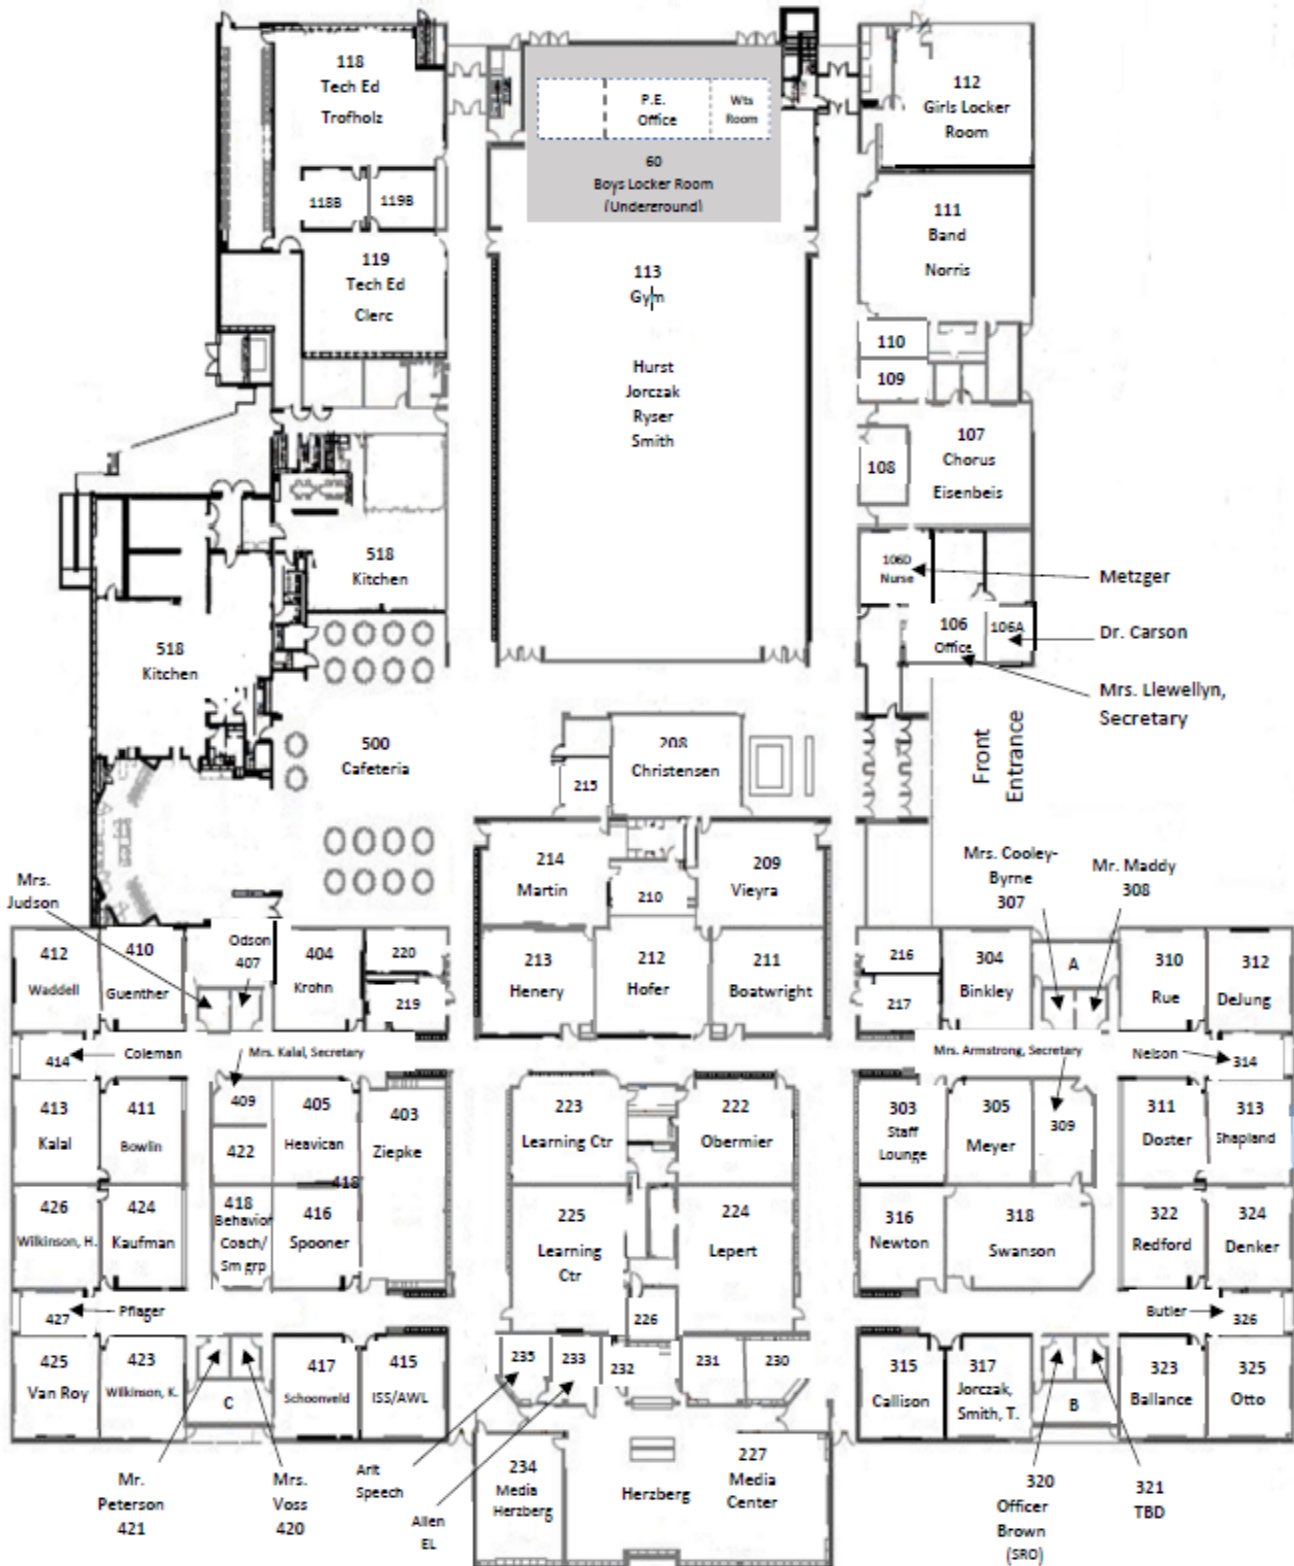 118
Tech Ed
Trofholz
P.E.
Office
Wts
Room
60
Boys Locker Room
(Underground)
112
Girls Locker
Room
118B
119B
111
Band
Norris
119
Tech Ed
Clerc
113
Gym
Hurst
Jorczak
Ryser
Smith
110
109
107
Chorus
Eisenbeis
108
518
Kitchen
106D
Nurse
Metzger
106
Office
106A
Dr. Carson
Mrs. Llewellyn,
Secretary
518
Kitchen
500
Cafeteria
208
Christensen
215
Front
Entrance
214
Martin
210
209
Vieyra
Mrs. Cooley-
Byrne
307
Mr. Maddy
308
Mrs.
Judson
412
Waddell
410
Guenther
Odson
407
404
Krohn
220
219
213
Henery
212
Hofer
211
Boatwright
216
217
304
Binkley
A
310
Rue
312
DeJung
414
Coleman
Mrs. Kalal, Secretary
Mrs. Armstrong, Secretary
Nelson
314
413
Kalal
411
Bowlin
409
422
405
Heavican
403
Ziepke
223
Learning Ctr
222
Obermier
303
Staff
Lounge
305
Meyer
309
311
Doster
313
Shapland
418
426
Wilkinson, H.
424
Kaufman
418
Behavior
Coach/
Sm grp
416
Spooner
225
Learning
Ctr
224
Lepert
316
Newton
318
Swanson
322
Redford
324
Denker
427
Pflager
226
Butler
326
425
Van Roy
423
Wilkinson, K.
C
417
Schoonveld
415
ISS/AWL
235
233
232
231
230
315
Callison
317
Jorczak,
Smith, T.
B
323
Ballance
325
Otto
Mr.
Peterson
421
Mrs.
Voss
420
Arlt
Speech
Allen
EL
234
Media
Herzberg
Herzberg
227
Media
Center
320
Officer
Brown
(SRO)
321
TBD